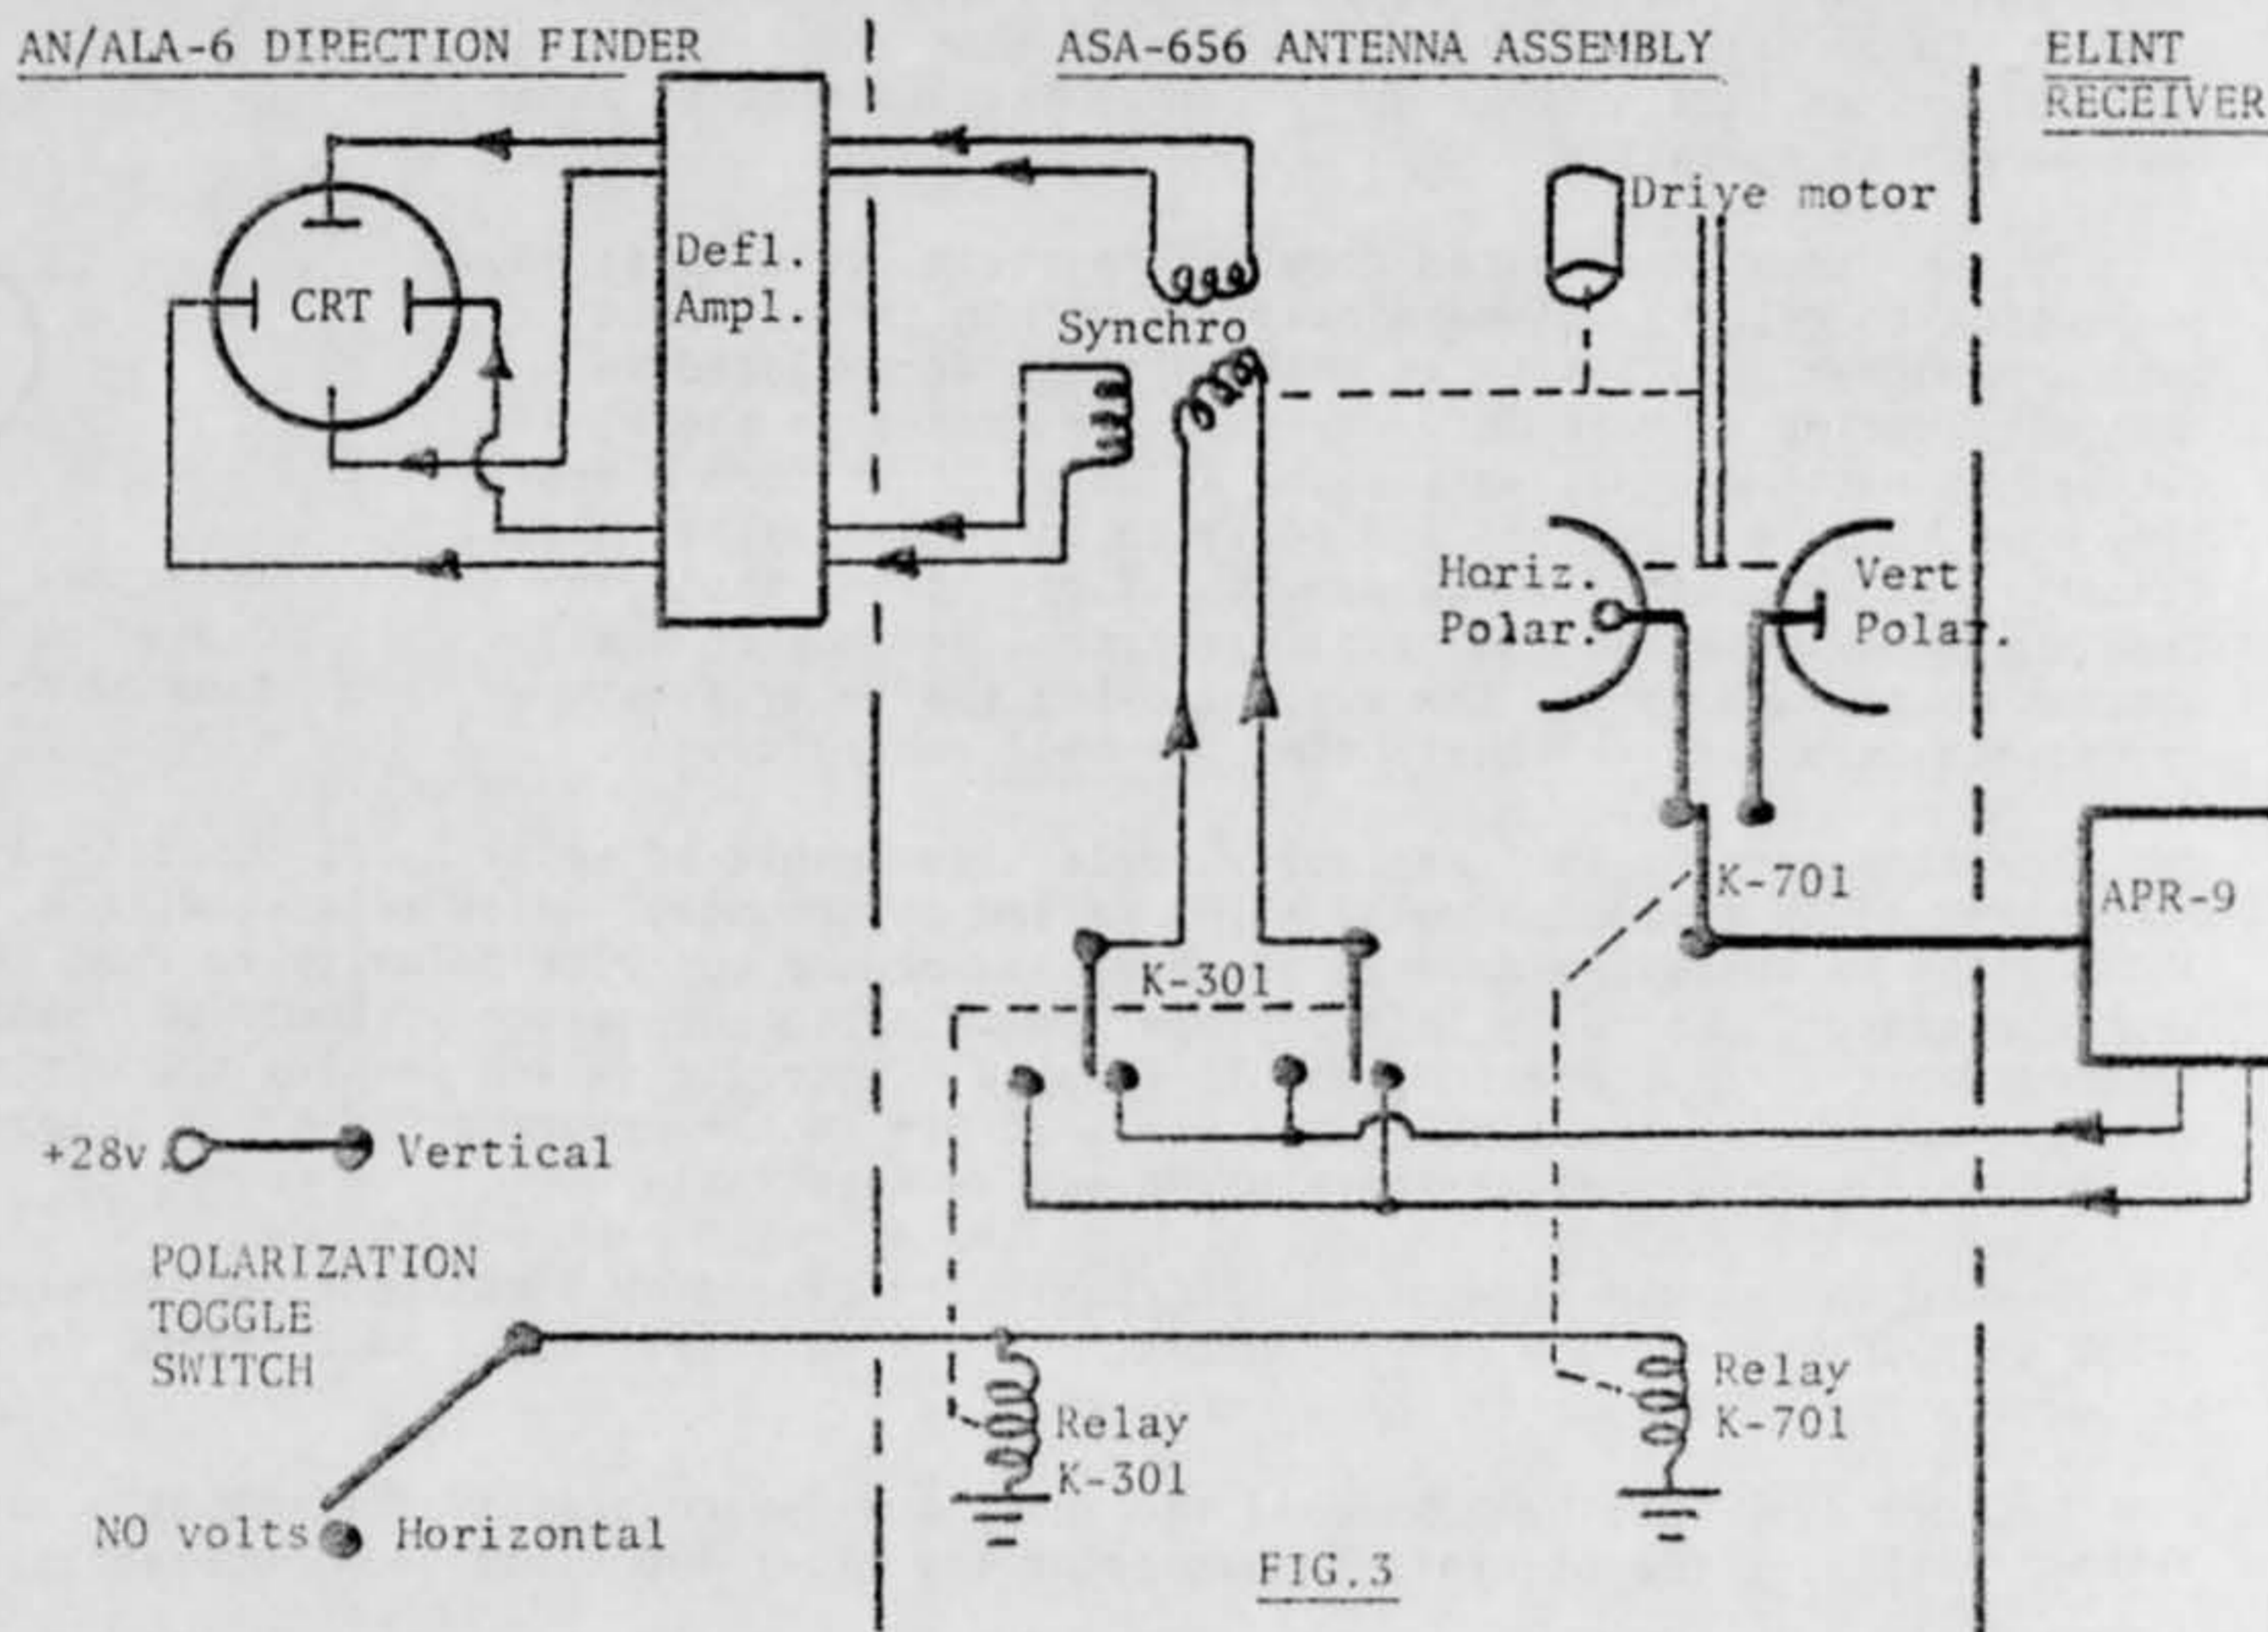 AN/ALA-6 DIRECTION FINDER
ASA-656 ANTENNA ASSEMBLY
ELINT
RECEIVER
Defl.
Ampl.
CRT
Synchro
Drive motor
Horiz.
Polar.
Vert
Polar.
K-701
APR-9
K-301
+28v
Vertical
POLARIZATION
TOGGLE
SWITCH
NO volts
Horizontal
Relay
K-301
Relay
K-701
FIG.3